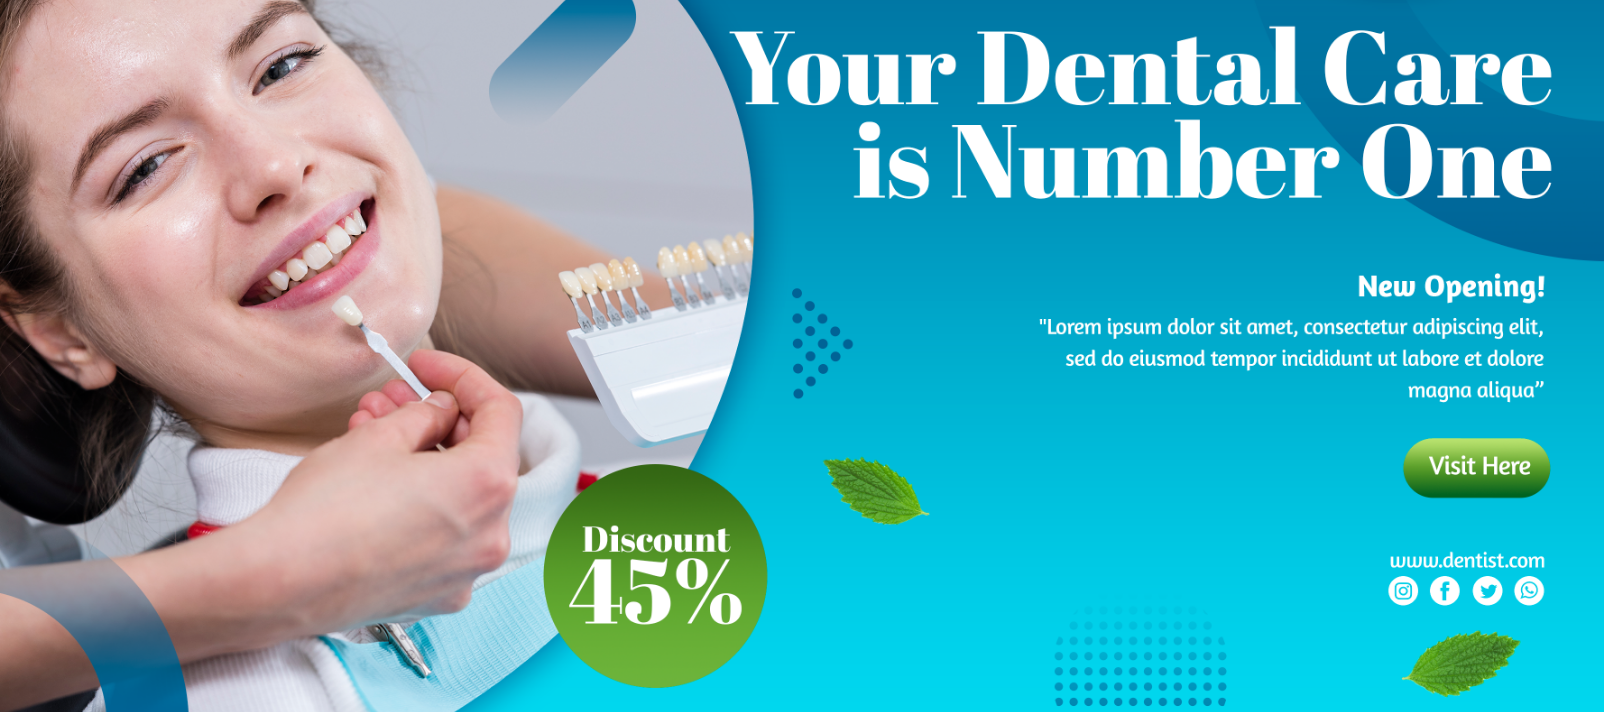 Your Dental Care
is Number One
New Opening!
"Lorem ipsum dolor sit amet, consectetur adipiscing elit,
sed do eiusmod tempor incididunt ut labore et dolore
magna aliqua”
Visit Here
www.dentist.com
Discount
45%